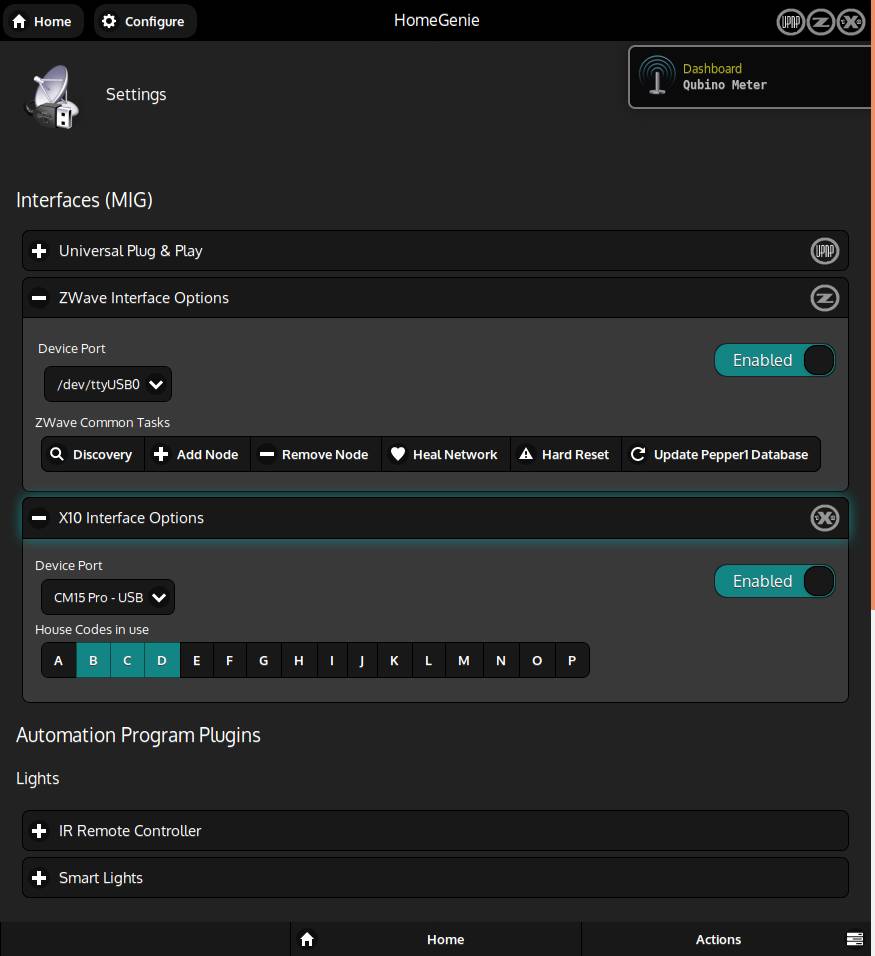 Home
Configure
HomeGenie
UPnP
Z
X
Settings
Dashboard
Qubino Meter
Interfaces (MIG)
Universal Plug & Play
UPnP
ZWave Interface Options
Z
Device Port
/dev/ttyUSB0
Enabled
ZWave Common Tasks
Discovery Add Node Remove Node Heal Network Hard Reset Update Pepper1 Database
X10 Interface Options
X
Device Port
CM15 Pro - USB
Enabled
House Codes in use
A B C D E F G H I J K L M N O P
Automation Program Plugins
Lights
IR Remote Controller
Smart Lights
Home
Actions